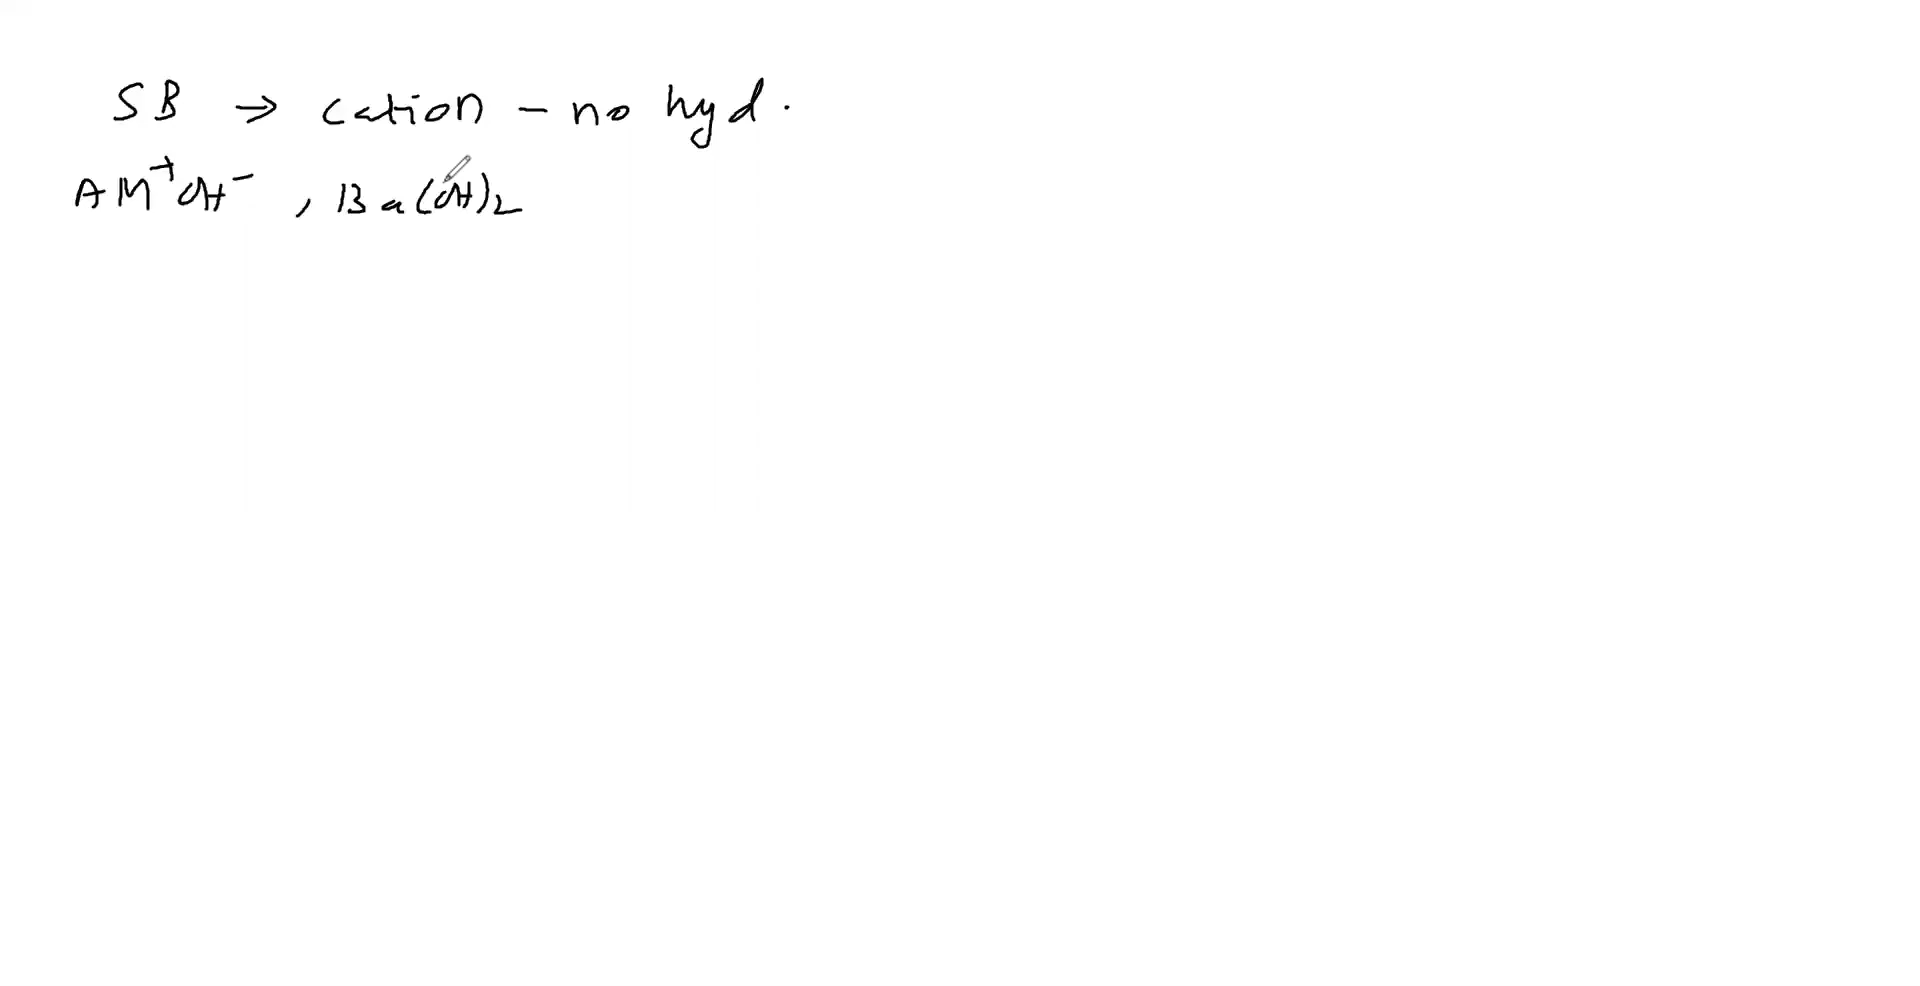 SB ⇒ cation - no hyd.
AM⁺OH⁻, Ba(OH)₂